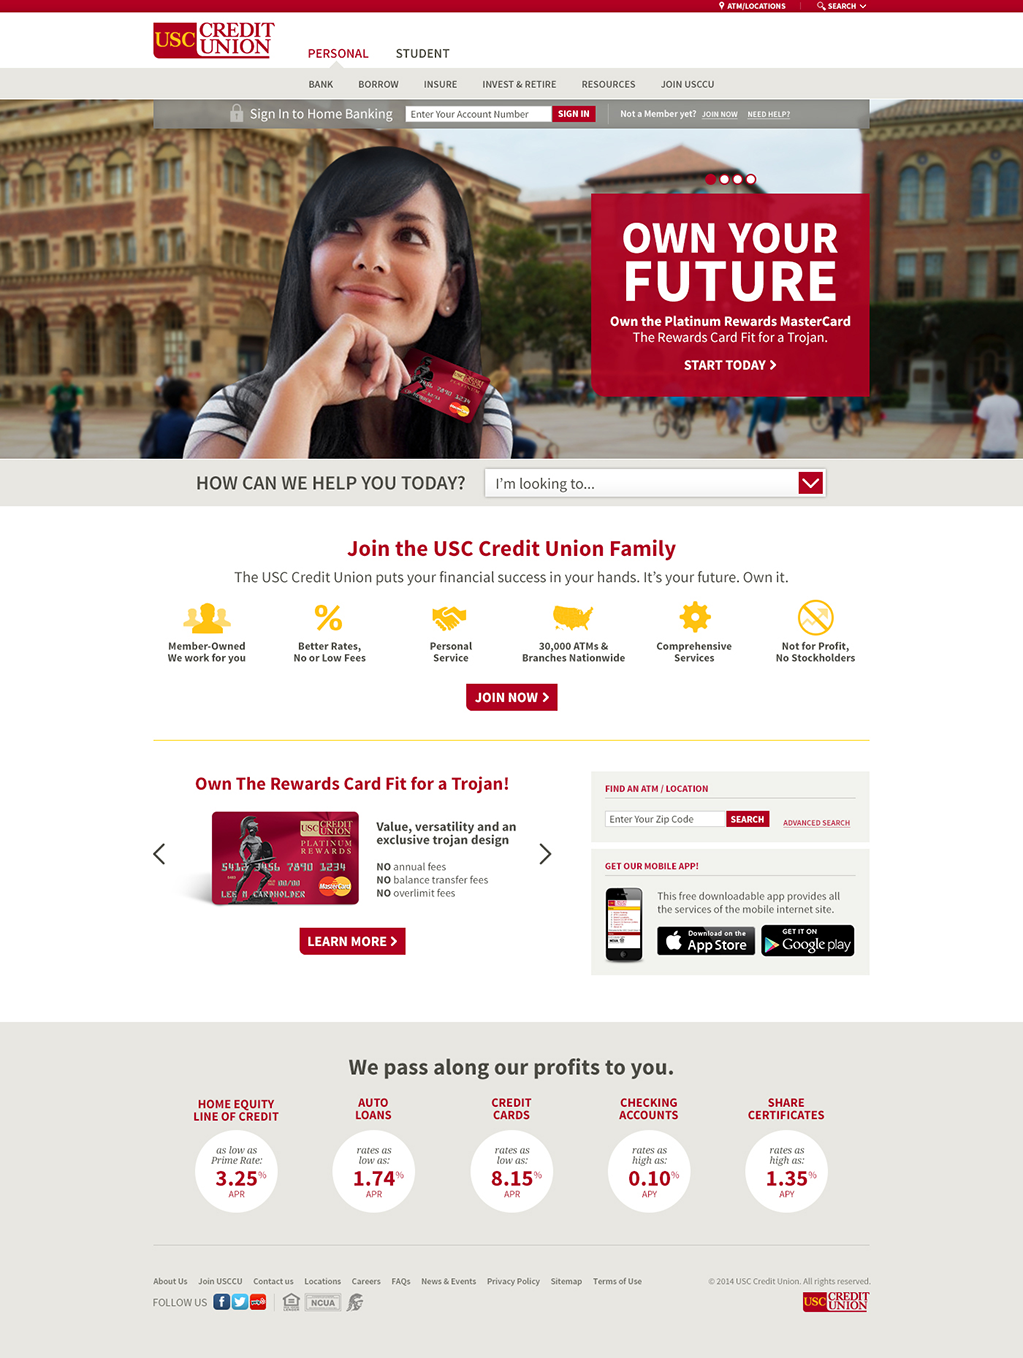 ATM/LOCATIONS
SEARCH
USC CREDIT UNION
PERSONAL
STUDENT
BANK
BORROW
INSURE
INVEST & RETIRE
RESOURCES
JOIN USCCU
Sign In to Home Banking
Enter Your Account Number
SIGN IN
Not a Member yet?
JOIN NOW
NEED HELP?
OWN YOUR
FUTURE
Own the Platinum Rewards MasterCard
The Rewards Card Fit for a Trojan.
START TODAY
7890 1234
MasterCard
HOW CAN WE HELP YOU TODAY?
I'm looking to...
Join the USC Credit Union Family
The USC Credit Union puts your financial success in your hands. It's your future. Own it.
Member-Owned
We work for you
Better Rates,
No or Low Fees
Personal
Service
30,000 ATMs &
Branches Nationwide
Comprehensive
Services
Not for Profit,
No Stockholders
JOIN NOW
Own The Rewards Card Fit for a Trojan!
USC CREDIT UNION
PLATINUM
REWARDS
5412 3456 7890 1234
00/00
LEE M. CARDHOLDER
MasterCard
Value, versatility and an
exclusive trojan design
NO annual fees
NO balance transfer fees
NO overlimit fees
LEARN MORE
FIND AN ATM / LOCATION
Enter Your Zip Code
SEARCH
ADVANCED SEARCH
GET OUR MOBILE APP!
This free downloadable app provides all
the services of the mobile internet site.
Download on the
App Store
GET IT ON
Google play
We pass along our profits to you.
HOME EQUITY
LINE OF CREDIT
as low as
Prime Rate:
3.25%
APR
AUTO
LOANS
rates as
low as:
1.74%
APR
CREDIT
CARDS
rates as
low as:
8.15%
APR
CHECKING
ACCOUNTS
rates as
high as:
0.10%
APY
SHARE
CERTIFICATES
rates as
high as:
1.35%
APY
About Us
Join USCCU
Contact us
Locations
Careers
FAQs
News & Events
Privacy Policy
Sitemap
Terms of Use
© 2014 USC Credit Union. All rights reserved.
FOLLOW US
NCUA
USC CREDIT UNION